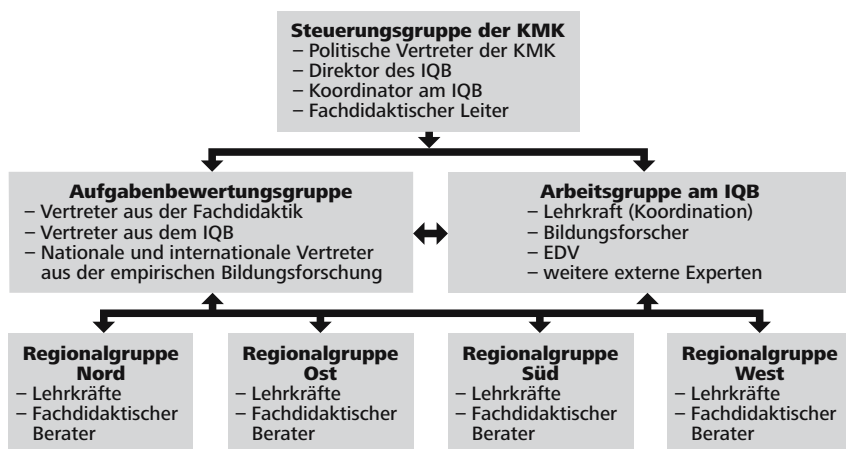 Steuerungsgruppe der KMK
– Politische Vertreter der KMK
– Direktor des IQB
– Koordinator am IQB
– Fachdidaktischer Leiter
Aufgabenbewertungsgruppe
– Vertreter aus der Fachdidaktik
– Vertreter aus dem IQB
– Nationale und internationale Vertreter
aus der empirischen Bildungsforschung
Arbeitsgruppe am IQB
– Lehrkraft (Koordination)
– Bildungsforscher
– EDV
– weitere externe Experten
Regionalgruppe
Nord
– Lehrkräfte
– Fachdidaktischer
Berater
Regionalgruppe
Ost
– Lehrkräfte
– Fachdidaktischer
Berater
Regionalgruppe
Süd
– Lehrkräfte
– Fachdidaktischer
Berater
Regionalgruppe
West
– Lehrkräfte
– Fachdidaktischer
Berater